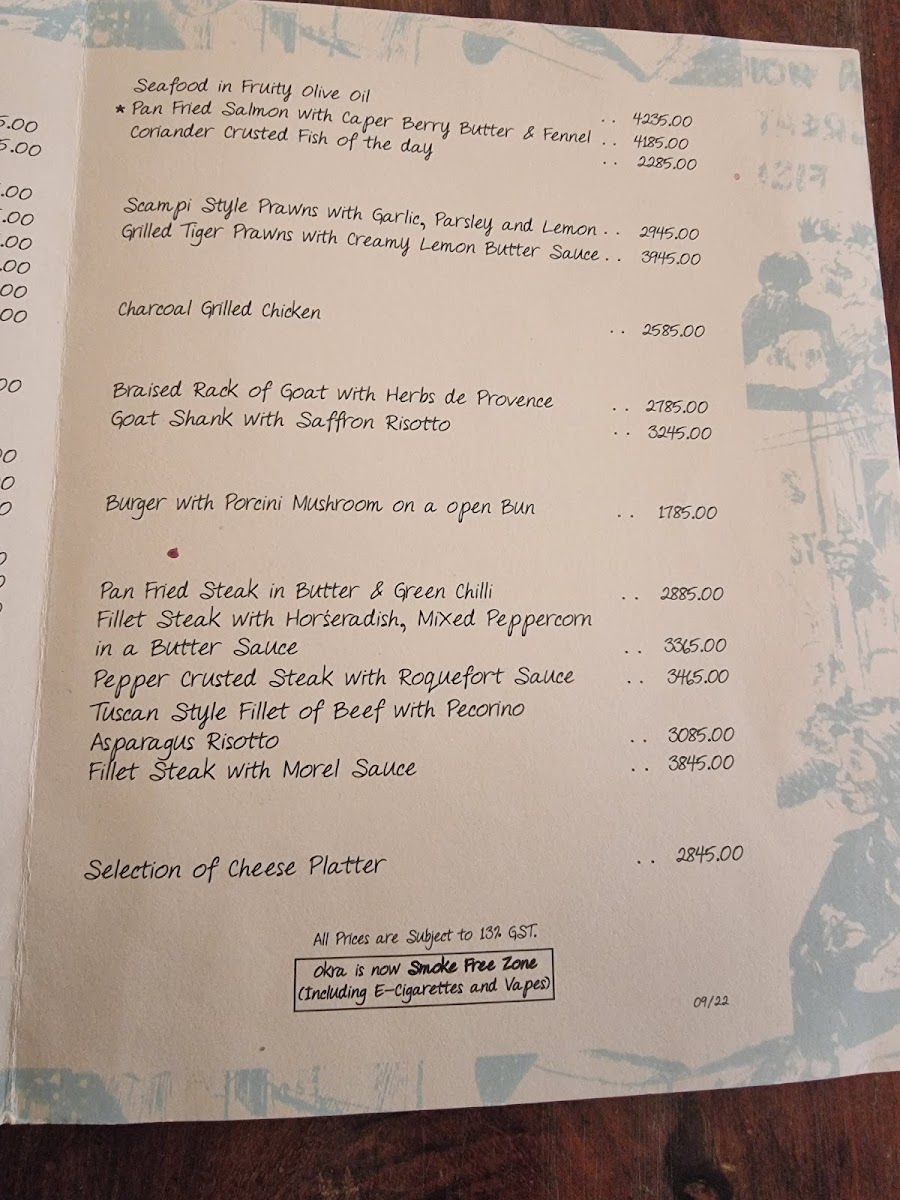 Seafood in Fruity Olive Oil .. 4235.00
* Pan Fried Salmon with Caper Berry Butter & Fennel .. 4185.00
Coriander Crusted Fish of the day .. 2285.00
Scampi Style Prawns with Garlic, Parsley and Lemon .. 2945.00
Grilled Tiger Prawns with Creamy Lemon Butter Sauce .. 3945.00
Charcoal Grilled Chicken .. 2585.00
Braised Rack of Goat with Herbs de Provence .. 2785.00
Goat Shank with Saffron Risotto .. 3245.00
Burger with Porcini Mushroom on a open Bun .. 1785.00
Pan Fried Steak in Butter & Green Chilli .. 2885.00
Fillet Steak with Horseradish, Mixed Peppercorn
in a Butter Sauce .. 3365.00
Pepper Crusted Steak with Roquefort Sauce .. 3465.00
Tuscan Style Fillet of Beef with Pecorino
Asparagus Risotto .. 3085.00
Fillet Steak with Morel Sauce .. 3845.00
Selection of Cheese Platter .. 2845.00
All Prices are Subject to 13% GST.
Okra is now Smoke Free Zone
(Including E-Cigarettes and Vapes)
09/22